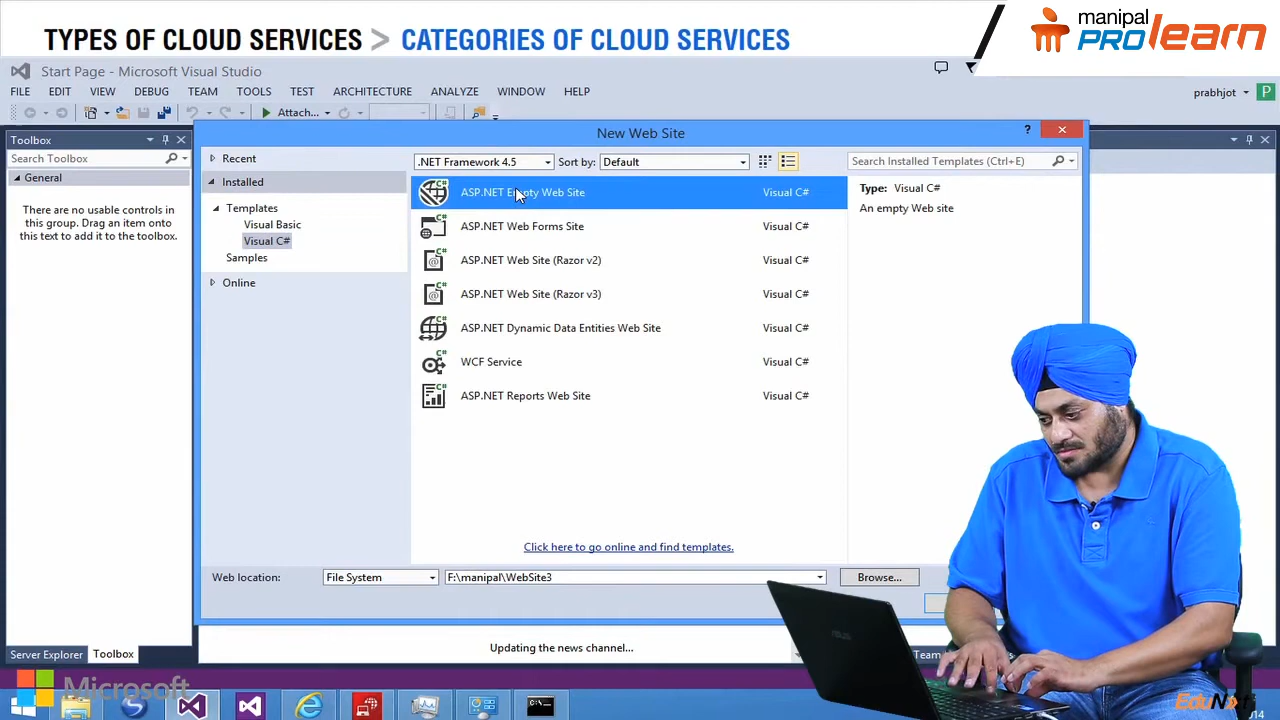 TYPES OF CLOUD SERVICES > CATEGORIES OF CLOUD SERVICES
manipal
PROlearn
Start Page - Microsoft Visual Studio
FILE EDIT VIEW DEBUG TEAM TOOLS TEST ARCHITECTURE ANALYZE WINDOW HELP
prabhjot P
Attach...
Toolbox
Search Toolbox
General
There are no usable controls in
this group. Drag an item onto
this text to add it to the toolbox.
New Web Site
Recent
Installed
Templates
Visual Basic
Visual C#
Samples
Online
.NET Framework 4.5 Sort by: Default
Search Installed Templates (Ctrl+E)
ASP.NET Empty Web Site Visual C#
ASP.NET Web Forms Site Visual C#
ASP.NET Web Site (Razor v2) Visual C#
ASP.NET Web Site (Razor v3) Visual C#
ASP.NET Dynamic Data Entities Web Site Visual C#
WCF Service Visual C#
ASP.NET Reports Web Site Visual C#
Type: Visual C#
An empty Web site
Click here to go online and find templates.
Web location: File System F:\manipal\WebSite3 Browse...
Updating the news channel...
Server Explorer Toolbox
Microsoft
ASUS